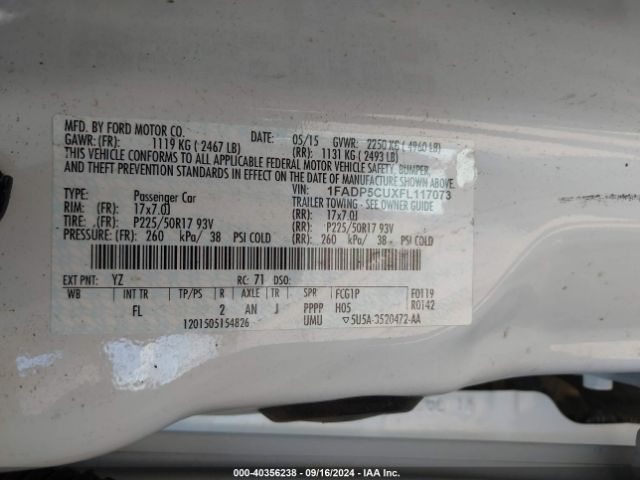 MFD. BY FORD MOTOR CO.
DATE: 05/15 GVWR: 2250 KG ( 4960 LB)
GAWR: (FR): 1119 KG ( 2467 LB) (RR): 1131 KG ( 2493 LB)
THIS VEHICLE CONFORMS TO ALL APPLICABLE FEDERAL MOTOR VEHICLE SAFETY, BUMPER,
AND THEFT PREVENTION STANDARDS IN EFFECT ON THE DATE OF MANUFACTURE SHOWN ABOVE.
VIN: 1FADP5CUXFL117073
TYPE: Passenger Car TRAILER TOWING - SEE OWNER GUIDE
RIM: (FR): 17x7.0J (RR): 17x7.0J
TIRE: (FR): P225/50R17 93V (RR): P225/50R17 93V
PRESSURE: (FR): 260 kPa/ 38 PSI COLD (RR): 260 kPa/ 38 PSI COLD
EXT PNT: YZ RC: 71 DSO:
WB INT TR TP/PS R AXLE TR SPR FCG1P F0119
FL 2 AN J PPPP H05 R0142
1201505154826 UMU ▽5U5A-3520472-AA
000-40356238 - 09/16/2024 - IAA Inc.